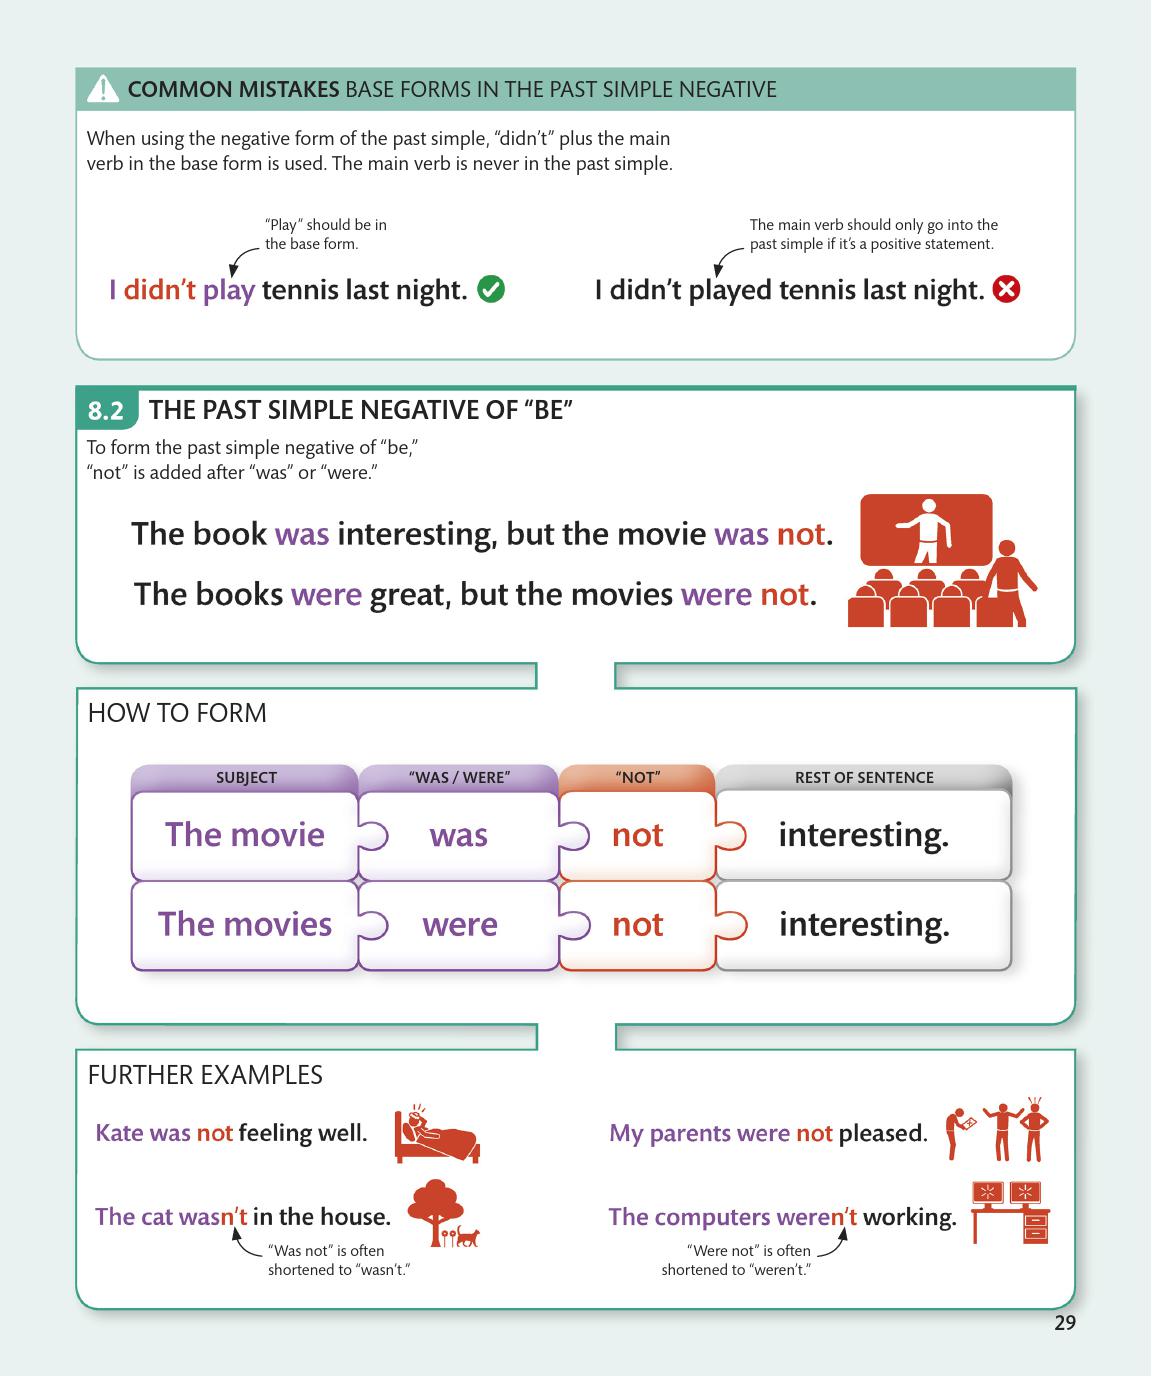 COMMON MISTAKES BASE FORMS IN THE PAST SIMPLE NEGATIVE
When using the negative form of the past simple, “didn’t” plus the main
verb in the base form is used. The main verb is never in the past simple.
“Play” should be in
the base form.
I didn’t play tennis last night.
The main verb should only go into the
past simple if it’s a positive statement.
I didn’t played tennis last night.
8.2 THE PAST SIMPLE NEGATIVE OF “BE”
To form the past simple negative of “be,”
“not” is added after “was” or “were.”
The book was interesting, but the movie was not.
The books were great, but the movies were not.
HOW TO FORM
SUBJECT “WAS / WERE” “NOT” REST OF SENTENCE
The movie was not interesting.
The movies were not interesting.
FURTHER EXAMPLES
Kate was not feeling well.
My parents were not pleased.
The cat wasn’t in the house.
“Was not” is often
shortened to “wasn’t.“
The computers weren’t working.
“Were not” is often
shortened to “weren’t.”
29